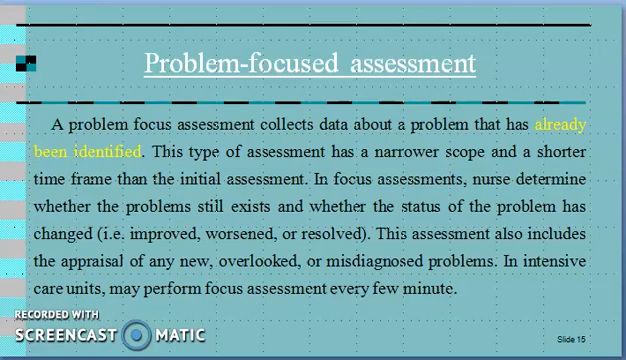 Problem-focused assessment
A problem focus assessment collects data about a problem that has already
been identified. This type of assessment has a narrower scope and a shorter
time frame than the initial assessment. In focus assessments, nurse determine
whether the problems still exists and whether the status of the problem has
changed (i.e. improved, worsened, or resolved). This assessment also includes
the appraisal of any new, overlooked, or misdiagnosed problems. In intensive
care units, may perform focus assessment every few minute.
RECORDED WITH
SCREENCAST MATIC
Slide 15